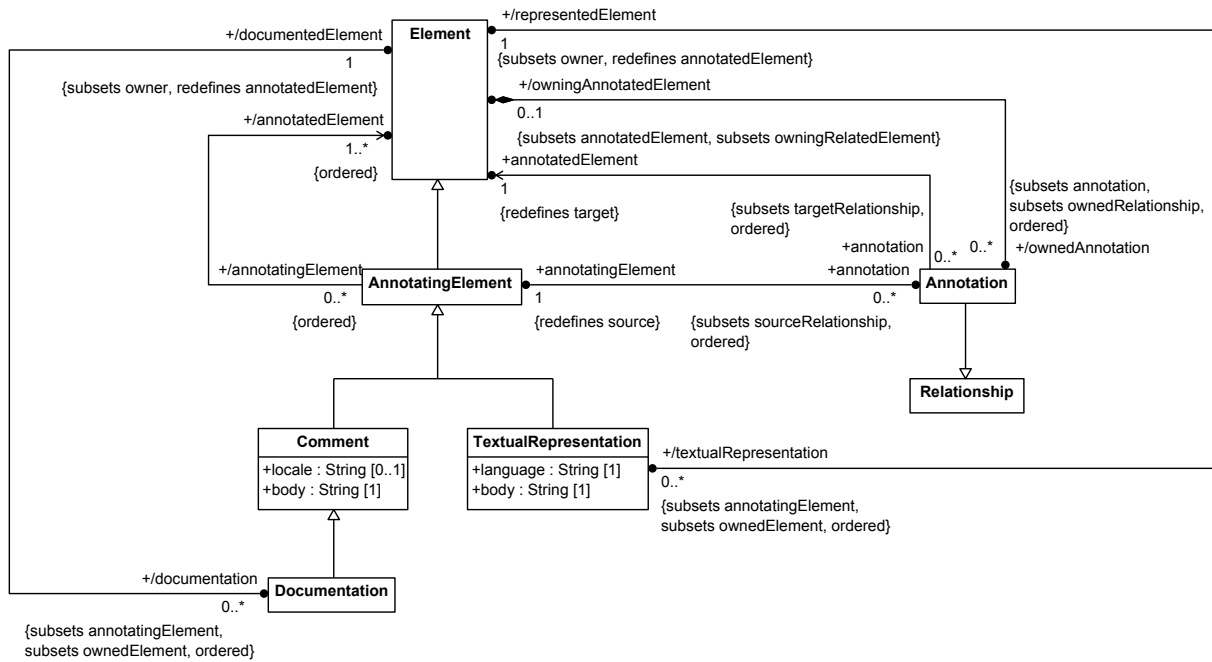 +/representedElement
Element
+/documentedElement
1
1
{subsets owner, redefines annotatedElement}
{subsets owner, redefines annotatedElement}
+/owningAnnotatedElement
0..1
+/annotatedElement
{subsets annotatedElement, subsets owningRelatedElement}
1..*
+annotatedElement
{ordered}
1
{redefines target}
{subsets targetRelationship,
ordered}
{subsets annotation,
subsets ownedRelationship,
ordered}
+annotation
0..*
0..*
+/ownedAnnotation
+/annotatingElement
0..*
{ordered}
AnnotatingElement
+annotatingElement
1
{redefines source}
+annotation
0..*
{subsets sourceRelationship,
ordered}
Annotation
Relationship
Comment
+locale : String [0..1]
+body : String [1]
TextualRepresentation
+language : String [1]
+body : String [1]
+/textualRepresentation
0..*
{subsets annotatingElement,
subsets ownedElement, ordered}
+/documentation
0..*
Documentation
{subsets annotatingElement,
subsets ownedElement, ordered}